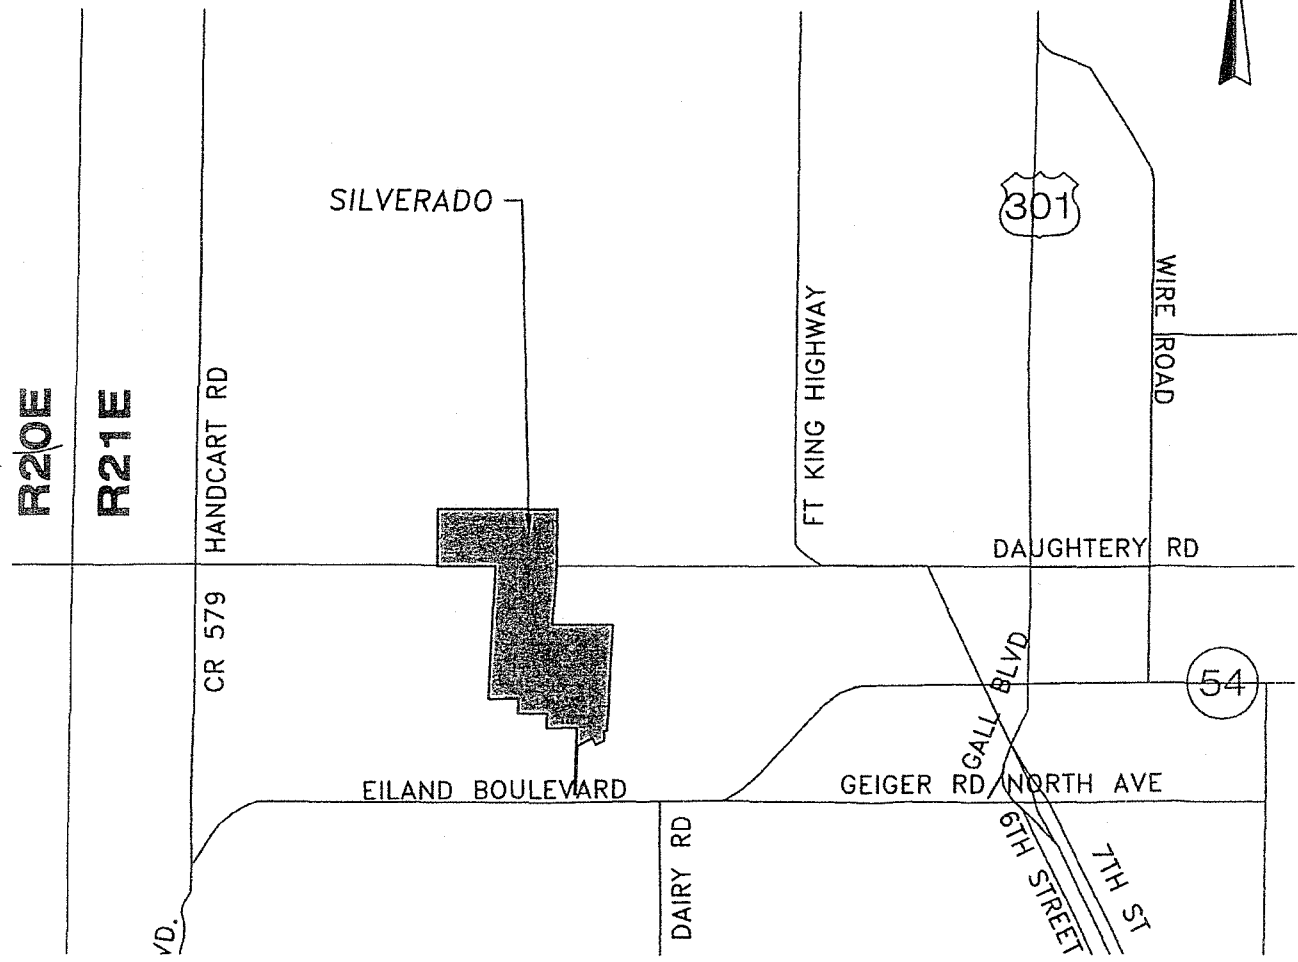 SILVERADO
301
WIRE ROAD
FT KING HIGHWAY
HANDCART RD
R20E
R21E
DAUGHTERY RD
CR 579
GALL BLVD
54
EILAND BOULEVARD
GEIGER RD/NORTH AVE
DAIRY RD
6TH STREET
7TH ST
VD.